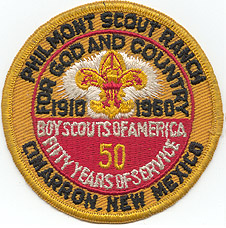 PHILMONT SCOUT RANCH
FOR GOD AND COUNTRY
1910 1960
BOY SCOUTS OF AMERICA
50
FIFTY YEARS OF SERVICE
CIMARRON, NEW MEXICO